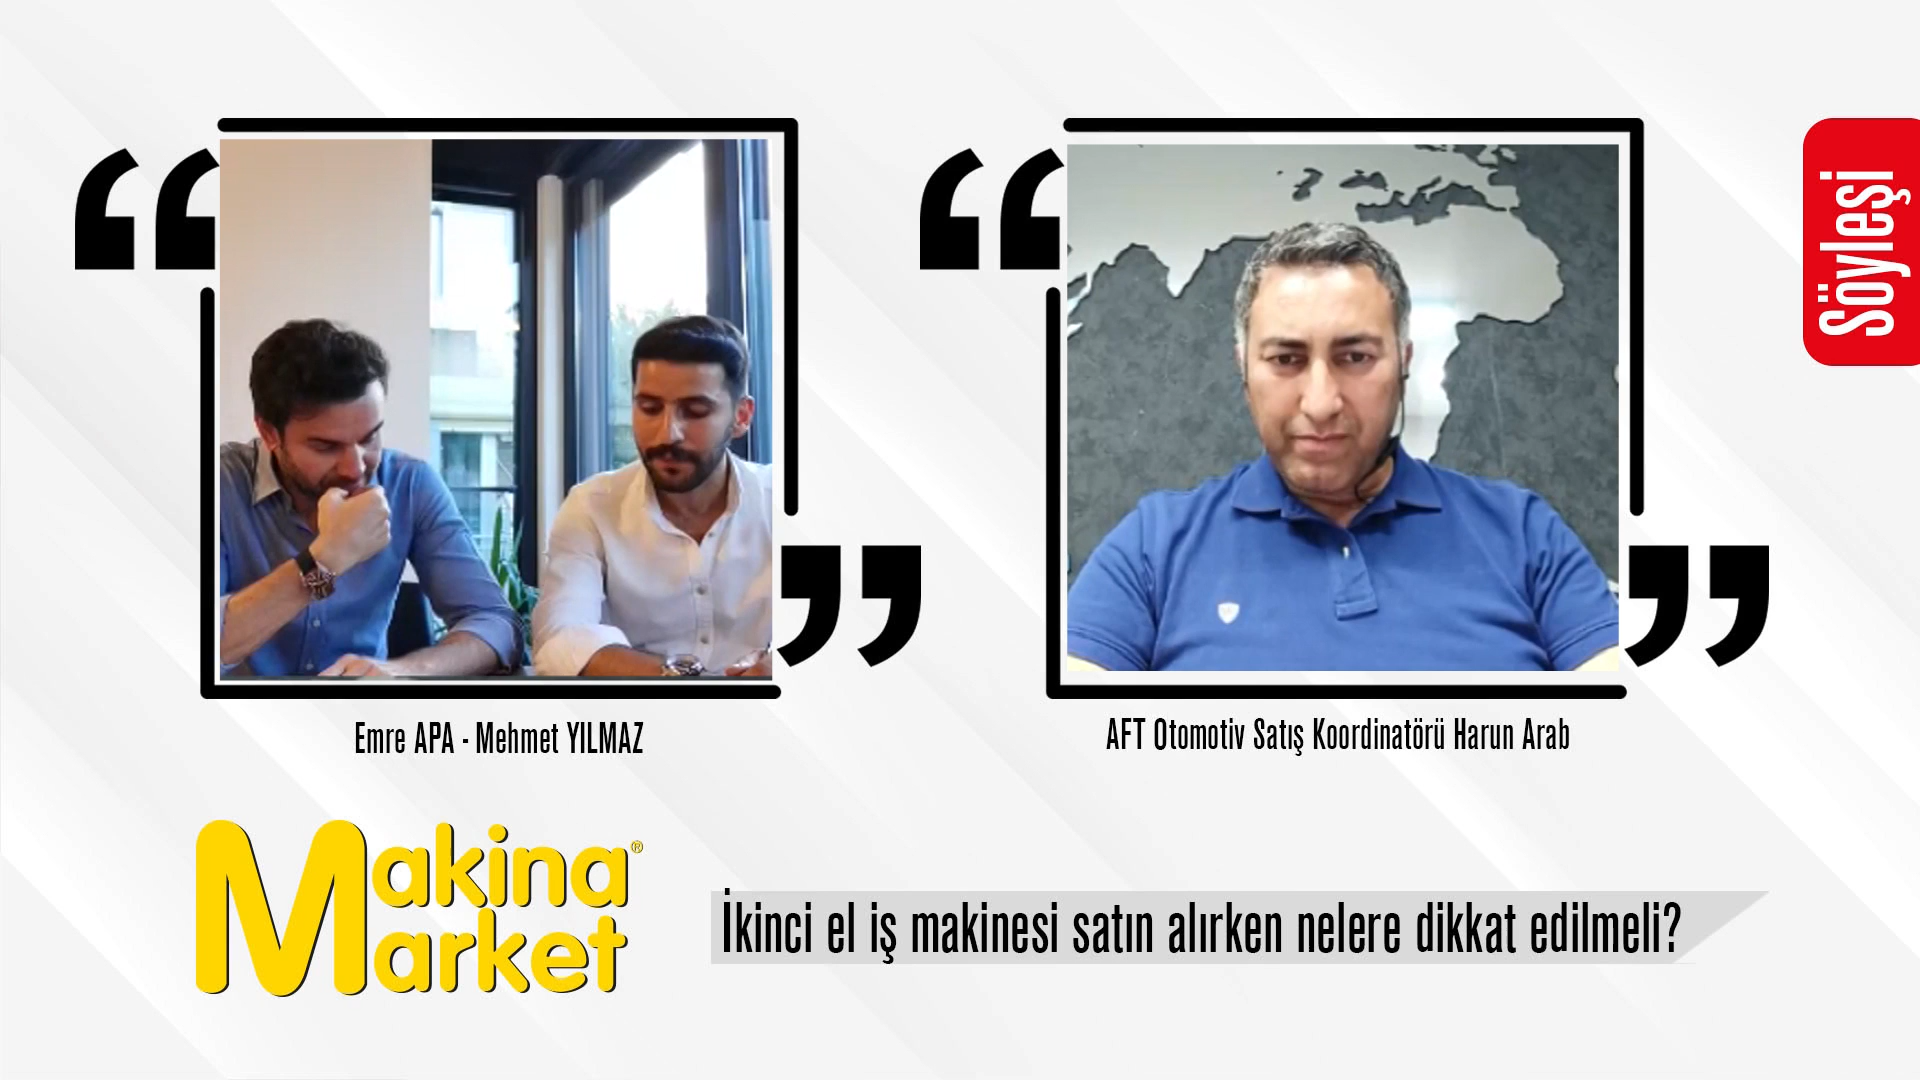 Söyleşi
Emre APA - Mehmet YILMAZ
AFT Otomotiv Satış Koordinatörü Harun Arab
Makina®
Market
İkinci el iş makinesi satın alırken nelere dikkat edilmeli?